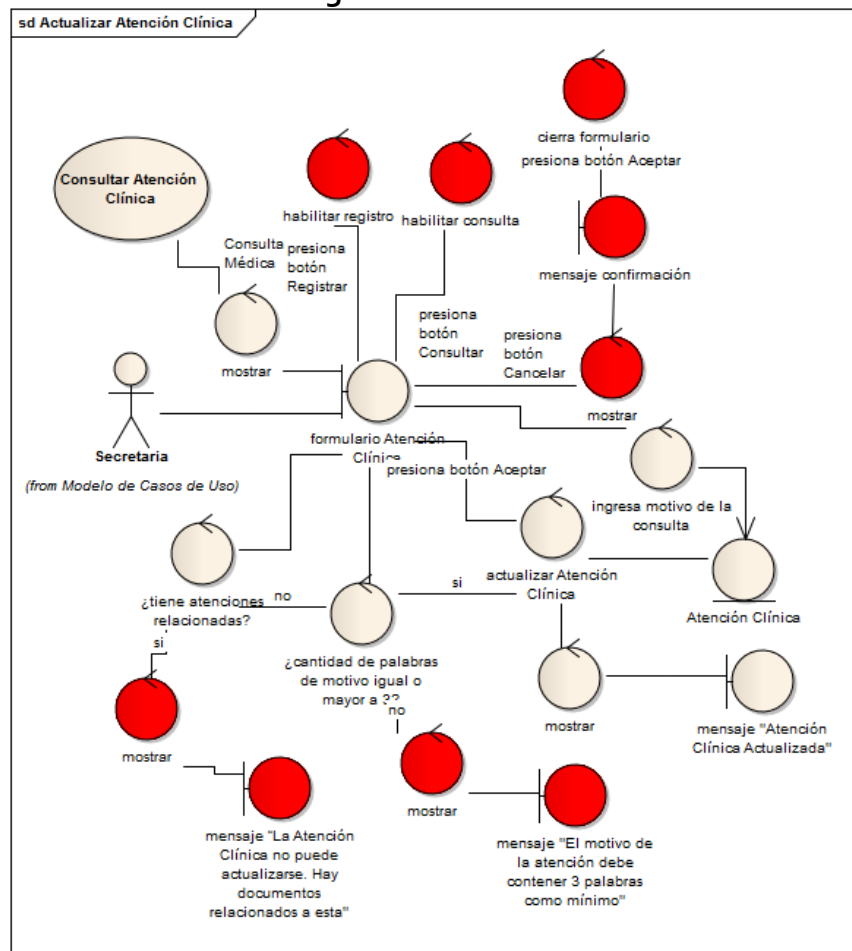 sd Actualizar Atención Clínica
cierra formulario
presiona botón Aceptar
Consultar Atención
Clínica
habilitar registro
habilitar consulta
mensaje confirmación
Consulta
Médica
presiona
botón
Registrar
presiona
botón
Consultar
presiona
botón
Cancelar
mostrar
mostrar
Secretaria
(from Modelo de Casos de Uso)
formulario Atención
Clínica
presiona botón Aceptar
ingresa motivo de la
consulta
¿tiene atenciones
relacionadas?
no
si
actualizar Atención
Clínica
Atención Clínica
si
¿cantidad de palabras
de motivo igual o
mayor a 3?
no
mostrar
mensaje "Atención
Clínica Actualizada"
mostrar
mostrar
mensaje "La Atención
Clínica no puede
actualizarse. Hay
documentos
relacionados a esta"
mensaje "El motivo de
la atención debe
contener 3 palabras
como mínimo"